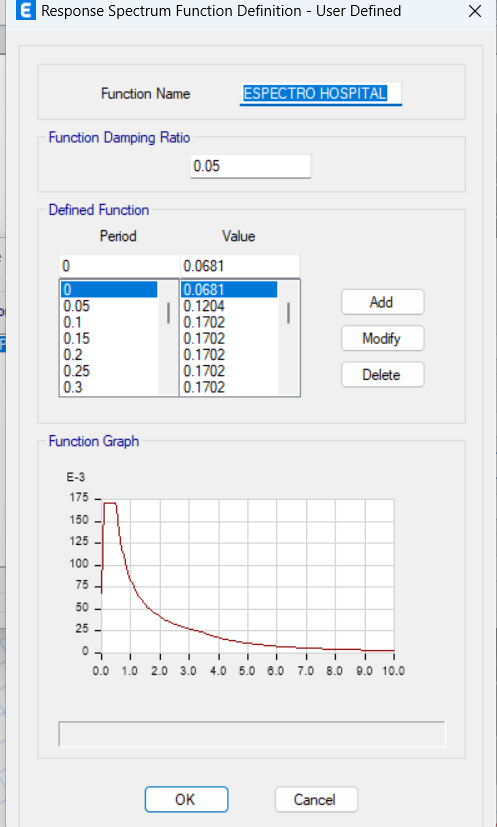 E Response Spectrum Function Definition - User Defined
Function Name ESPECTRO HOSPITAL
Function Damping Ratio
0.05
Defined Function
Period Value
0 0.0681
0 0.0681
0.05 0.1204
0.1 0.1702
0.15 0.1702
0.2 0.1702
0.25 0.1702
0.3 0.1702
Add
Modify
Delete
Function Graph
E-3
175
150
125
100
75
50
25
0
0.0 1.0 2.0 3.0 4.0 5.0 6.0 7.0 8.0 9.0 10.0
OK Cancel